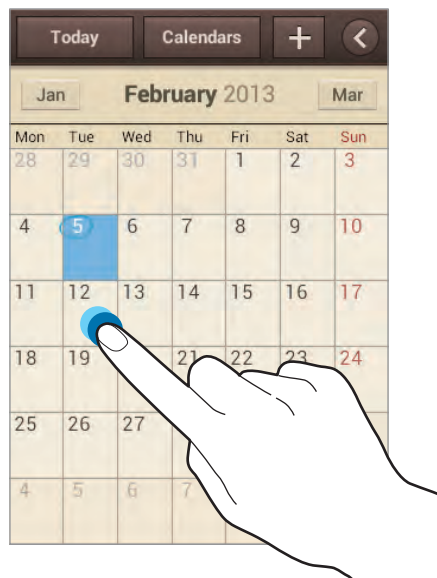 Today Calendars +
Jan February 2013 Mar
Mon Tue Wed Thu Fri Sat Sun
28 29 30 31 1 2 3
4 5 6 7 8 9 10
11 12 13 14 15 16 17
18 19 21 22 23 24
25 26 27
4 5 6 7